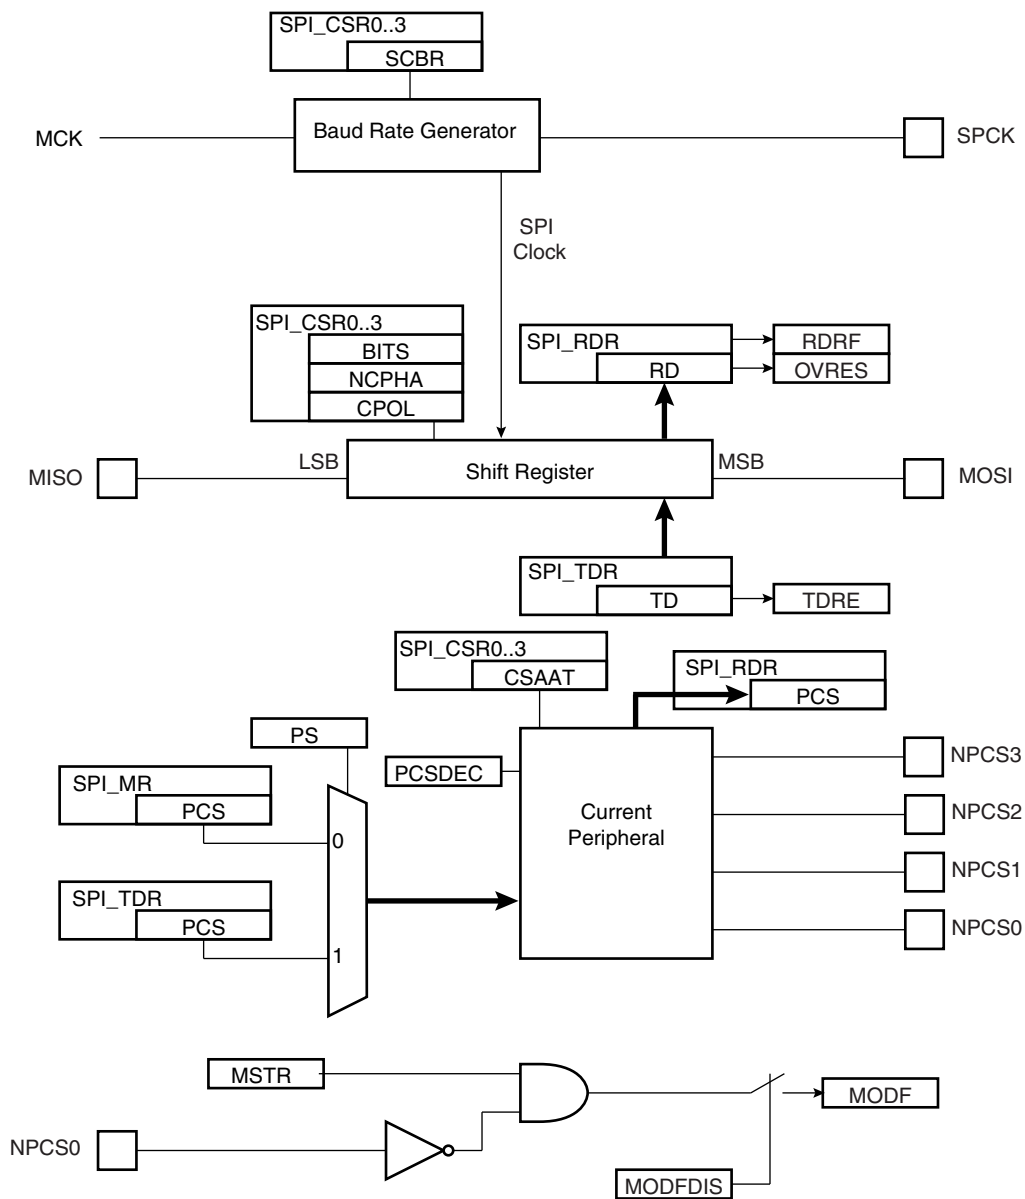 SPI_CSR0..3
SCBR
MCK
Baud Rate Generator
SPCK
SPI
Clock
SPI_CSR0..3
BITS
NCPHA
CPOL
SPI_RDR
RD
RDRF
OVRES
MISO
LSB
Shift Register
MSB
MOSI
SPI_TDR
TD
TDRE
SPI_CSR0..3
CSAAT
SPI_RDR
PCS
PS
PCSDEC
Current
Peripheral
NPCS3
NPCS2
NPCS1
NPCS0
SPI_MR
PCS
0
SPI_TDR
PCS
1
MSTR
MODF
NPCS0
MODFDIS